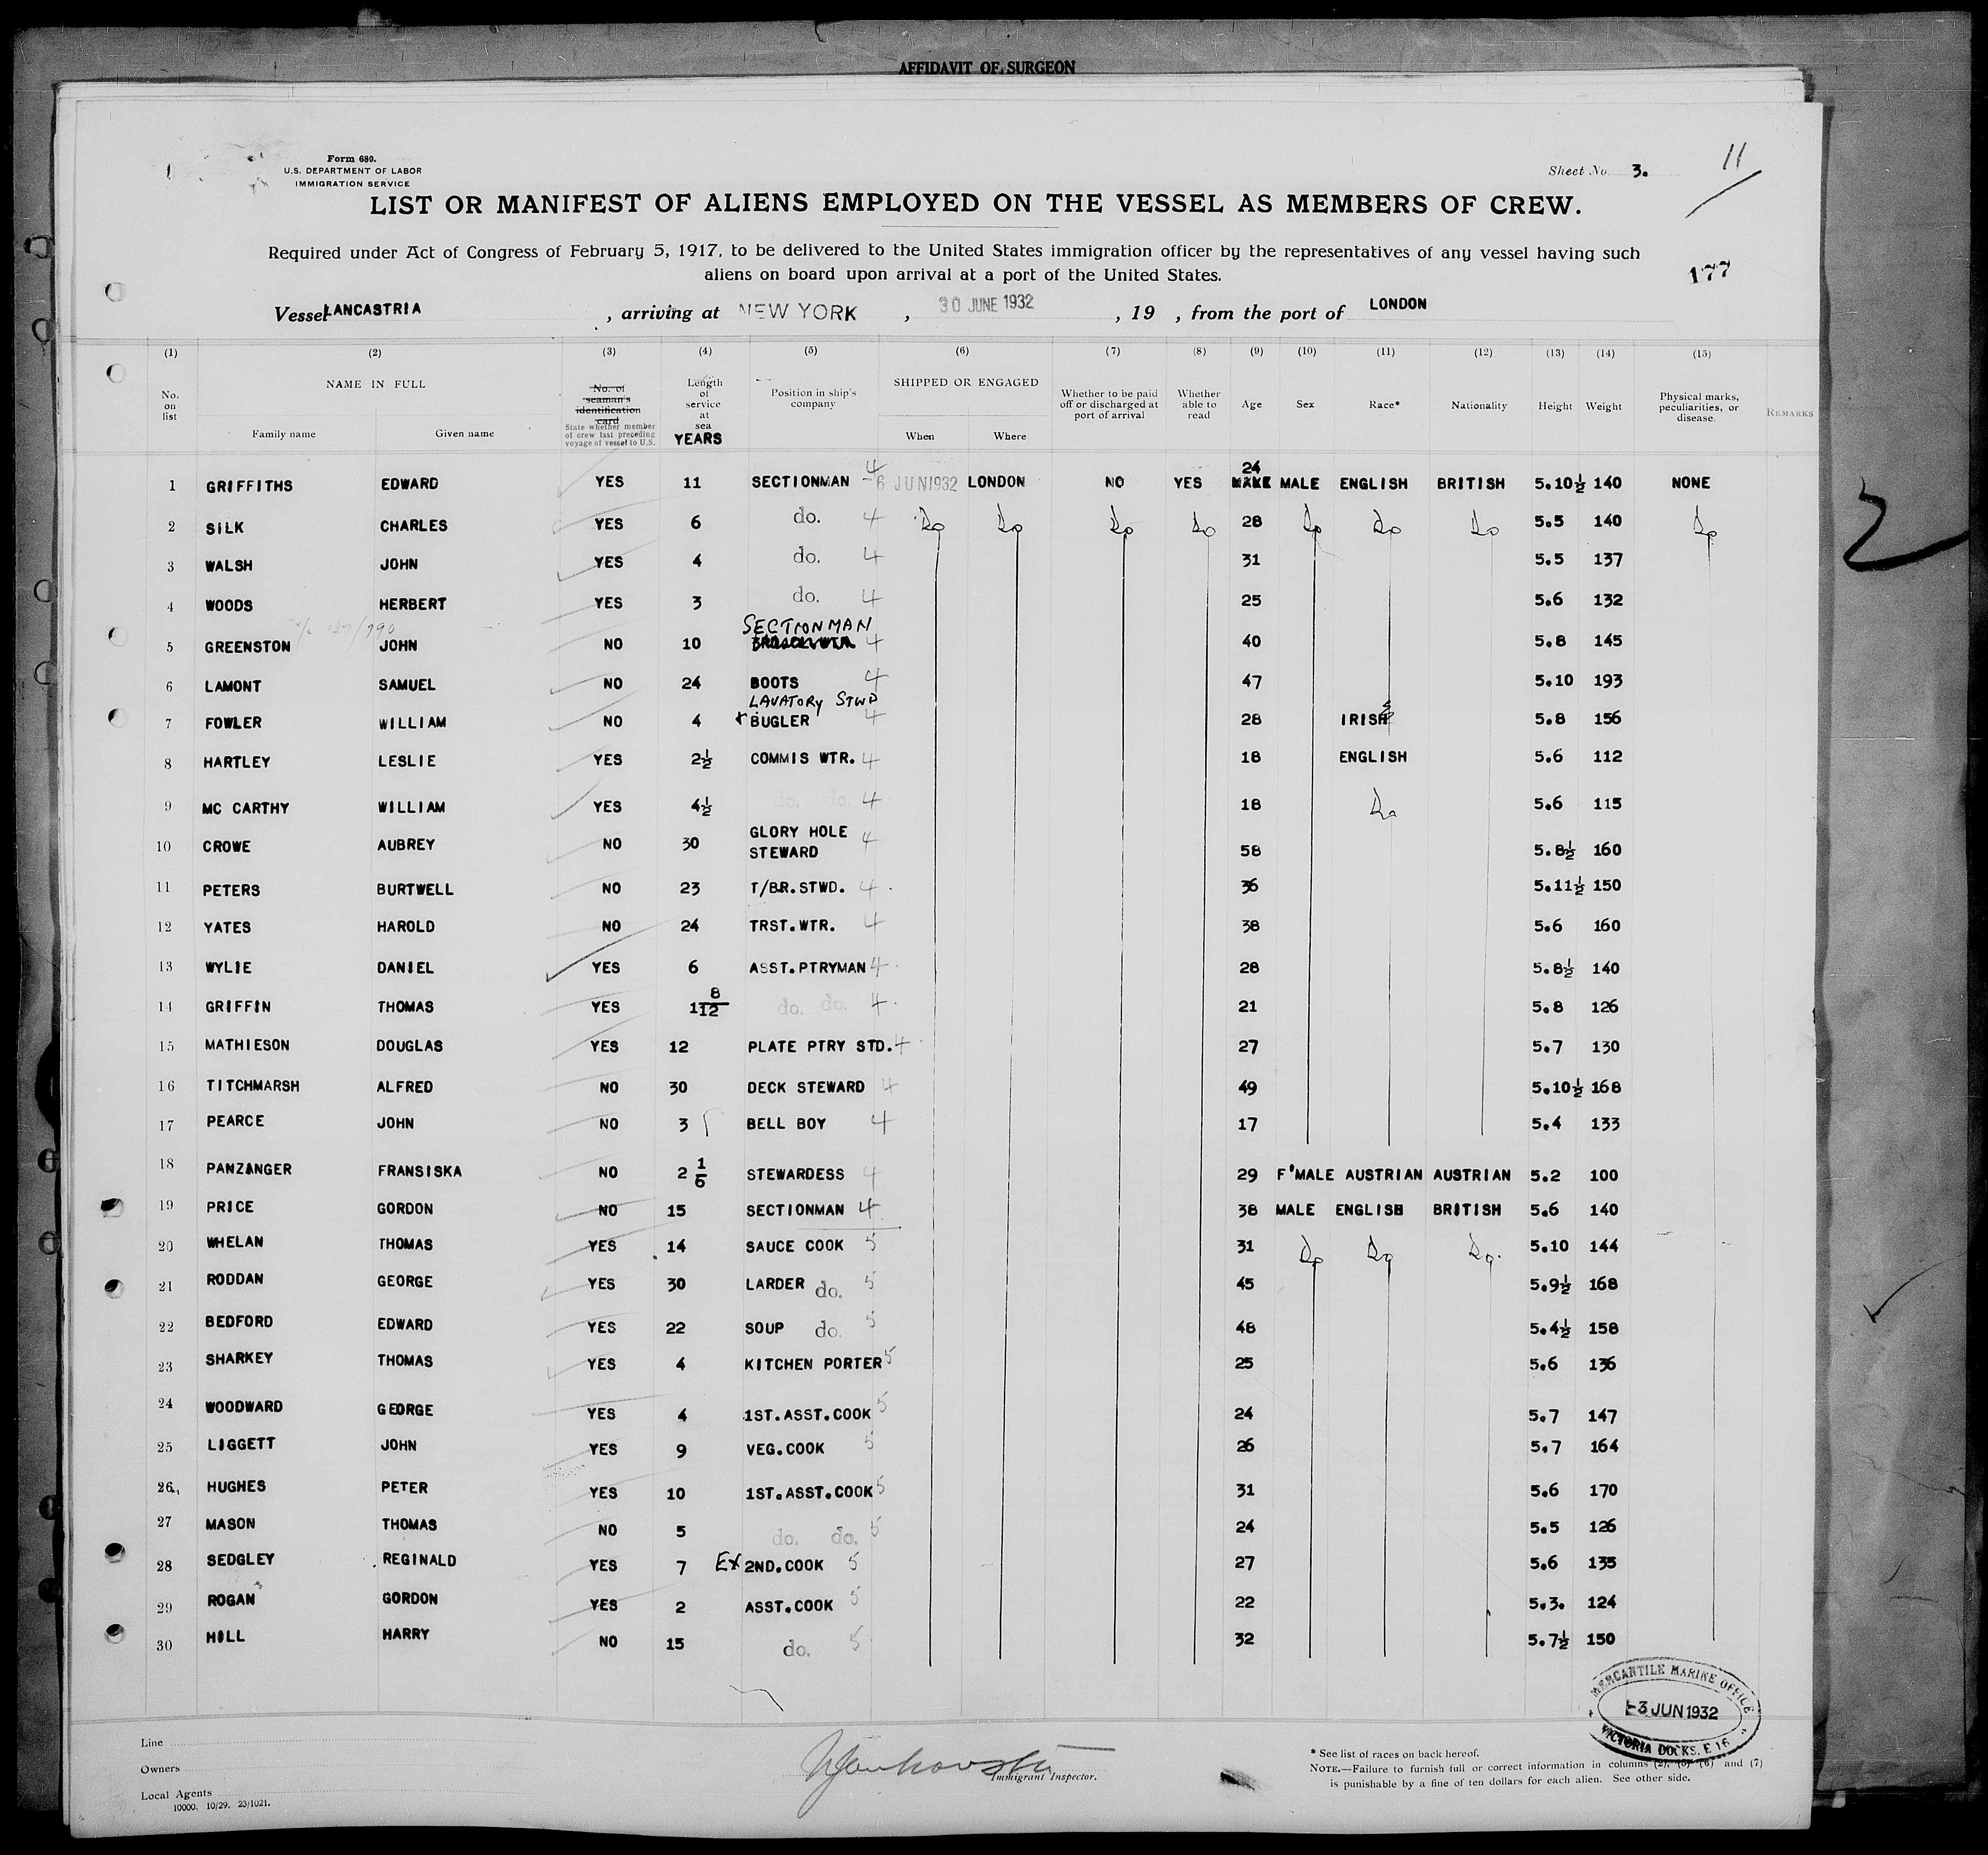 AFFIDAVIT OF SURGEON
Form 689.
U.S. DEPARTMENT OF LABOR
IMMIGRATION SERVICE
Sheet No. 3.
11
LIST OR MANIFEST OF ALIENS EMPLOYED ON THE VESSEL AS MEMBERS OF CREW.
Required under Act of Congress of February 5, 1917, to be delivered to the United States immigration officer by the representatives of any vessel having such
aliens on board upon arrival at a port of the United States.
177
Vessel LANCASTRIA, arriving at NEW YORK, 30 JUNE 1932, 19 , from the port of LONDON
(1) (2) (3) (4) (5) (6) (7) (8) (9) (10) (11) (12) (13) (14) (15)
No. on list
NAME IN FULL
Family name Given name
No. of seaman's identification card
State whether member of crew last preceding voyage of vessel to U.S.
Length of service at sea YEARS
Position in ship's company
SHIPPED OR ENGAGED
When Where
Whether to be paid off or discharged at port of arrival
Whether able to read
Age Sex Race* Nationality Height Weight
Physical marks, peculiarities, or disease
REMARKS
1 GRIFFITHS EDWARD YES 11 SECTIONMAN 4 -6 JUN 1932 LONDON NO YES 24 MALE ENGLISH BRITISH 5.10½ 140 NONE
2 SILK CHARLES YES 6 do. 4 Do Do Do Do 28 Do Do Do 5.5 140 Do
3 WALSH JOHN YES 4 do. 4 31 5.5 137
4 WOODS HERBERT YES 3 do. 4 25 5.6 132
5 GREENSTON JOHN NO 10 SECTIONMAN 4 40 5.8 145
6 LAMONT SAMUEL NO 24 BOOTS 4 47 5.10 193
7 FOWLER WILLIAM NO 4 LAVATORY STWD BUGLER 4 28 IRISH 5.8 156
8 HARTLEY LESLIE YES 2½ COMMIS WTR. 4 18 ENGLISH 5.6 112
9 MC CARTHY WILLIAM YES 4½ do. do. 4 18 Do 5.6 115
10 CROWE AUBREY NO 30 GLORY HOLE STEWARD 4 58 5.8½ 160
11 PETERS BURTWELL NO 23 T/BR.STWD. 4 36 5.11½ 150
12 YATES HAROLD NO 24 TRST.WTR. 4 38 5.6 160
13 WYLIE DANIEL YES 6 ASST.PTRYMAN 4 28 5.8½ 140
14 GRIFFIN THOMAS YES 1 8/12 do. do. 4 21 5.8 126
15 MATHIESON DOUGLAS YES 12 PLATE PTRY STD. 4 27 5.7 130
16 TITCHMARSH ALFRED NO 30 DECK STEWARD 4 49 5.10½ 168
17 PEARCE JOHN NO 3 BELL BOY 4 17 5.4 133
18 PANZANGER FRANSISKA NO 2 1/6 STEWARDESS 4 29 F'MALE AUSTRIAN AUSTRIAN 5.2 100
19 PRICE GORDON NO 15 SECTIONMAN 4 38 MALE ENGLISH BRITISH 5.6 140
20 WHELAN THOMAS YES 14 SAUCE COOK 5 31 Do Do Do. 5.10 144
21 RODDAN GEORGE YES 30 LARDER do. 5 45 5.9½ 168
22 BEDFORD EDWARD YES 22 SOUP do. 5 48 5.4½ 158
23 SHARKEY THOMAS YES 4 KITCHEN PORTER 5 25 5.6 136
24 WOODWARD GEORGE YES 4 1ST.ASST.COOK 5 24 5.7 147
25 LIGGETT JOHN YES 9 VEG.COOK 5 26 5.7 164
26 HUGHES PETER YES 10 1ST.ASST.COOK 5 31 5.6 170
27 MASON THOMAS NO 5 do. do. 5 24 5.5 126
28 SEDGLEY REGINALD YES 7 Ex 2ND.COOK 5 27 5.6 135
29 ROGAN GORDON YES 2 ASST.COOK 5 22 5.3. 124
30 HILL HARRY NO 15 do. 5 32 5.7½ 150
MERCANTILE MARINE OFFICE
-3 JUN 1932
VICTORIA DOCKS, E 16
Line
Owners
Local Agents
10000. 10/29. 23/1021.
Immigrant Inspector.
* See list of races on back hereof.
NOTE.—Failure to furnish full or correct information in columns (2), (5) (6) and (7)
is punishable by a fine of ten dollars for each alien. See other side.
2